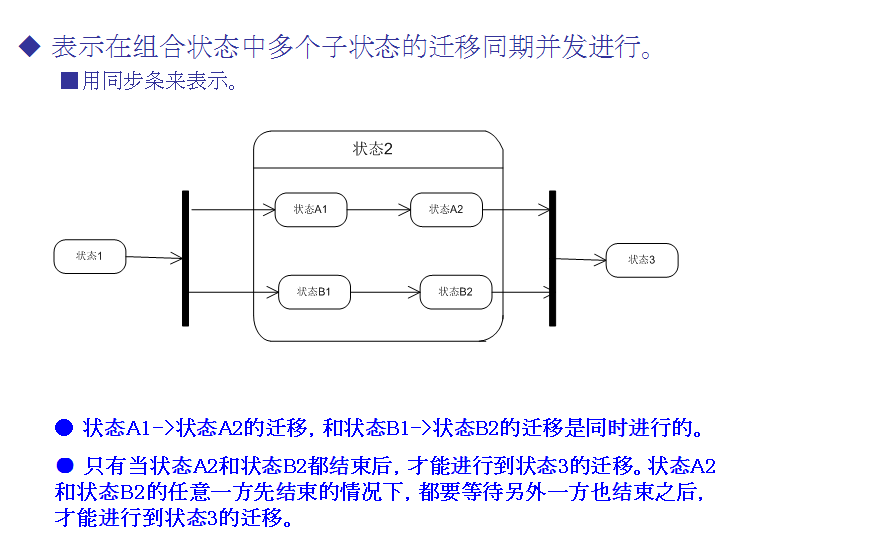 ◆ 表示在组合状态中多个子状态的迁移同期并发进行。
■用同步条来表示。
状态2
状态A1 状态A2
状态1 状态3
状态B1 状态B2
● 状态A1->状态A2的迁移, 和状态B1->状态B2的迁移是同时进行的。
● 只有当状态A2和状态B2都结束后, 才能进行到状态3的迁移。状态A2
和状态B2的任意一方先结束的情况下, 都要等待另外一方也结束之后,
才能进行到状态3的迁移。